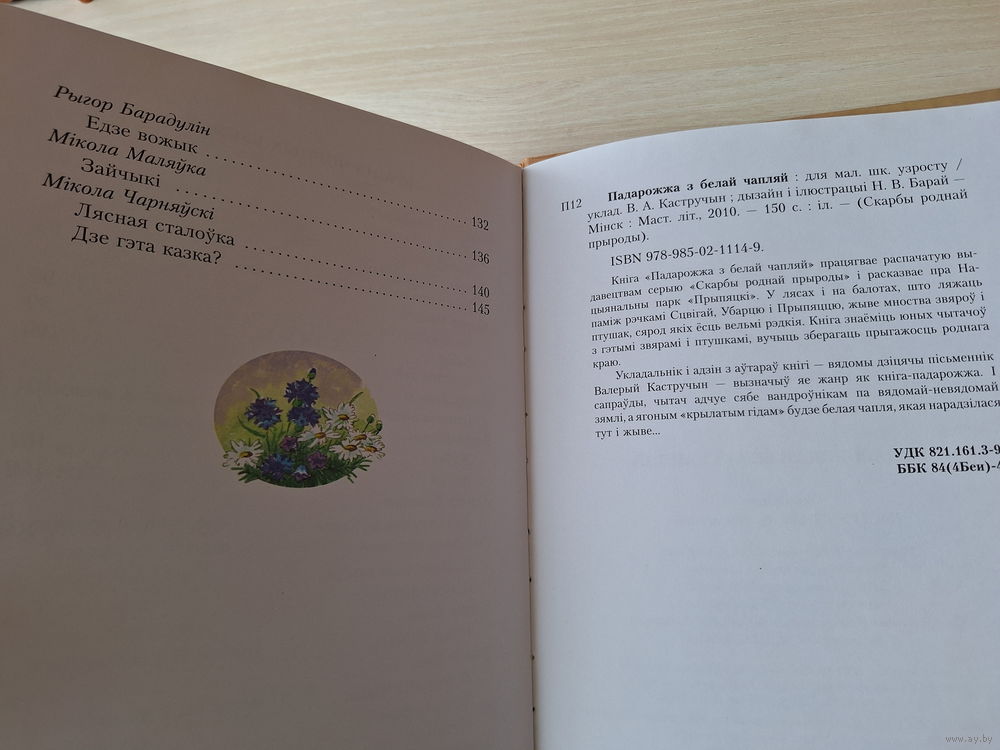 Рыгор Барадулін
Едзе вожык ........ 132
Мікола Маляўка
Зайчыкі ........ 136
Мікола Чарняўскі
Лясная сталоўка ........ 140
Дзе гэта казка? ........ 145
П12
Падарожжа з белай чапляй : для мал. шк. узросту /
уклад. В. А. Кастручын ; дызайн і ілюстрацыі Н. В. Барай —
Мінск : Маст. літ., 2010. — 150 с. : іл. — (Скарбы роднай
прыроды).
ISBN 978-985-02-1114-9.
Кніга «Падарожжа з белай чапляй» працягвае распачатую вы-
давецтвам серыю «Скарбы роднай прыроды» і расказвае пра На-
цыянальны парк «Прыпяцкі». У лясах і на балотах, што ляжаць
паміж рэчкамі Сцвігай, Убарцю і Прыпяццю, жыве мноства звяроў і
птушак, сярод якіх ёсць вельмі рэдкія. Кніга знаёміць юных чытачоў
з гэтымі звярамі і птушкамі, вучыць зберагаць прыгажосць роднага
краю.
Укладальнік і адзін з аўтараў кнігі — вядомы дзіцячы пісьменнік
Валерый Кастручын — вызначыў яе жанр як кніга-падарожжа. І
сапраўды, чытач адчуе сябе вандроўнікам па вядомай-невядомай
зямлі, а ягоным «крылатым гідам» будзе белая чапля, якая нарадзілася
тут і жыве...
УДК 821.161.3-9
ББК 84(4Беи)-4
www.ay.by